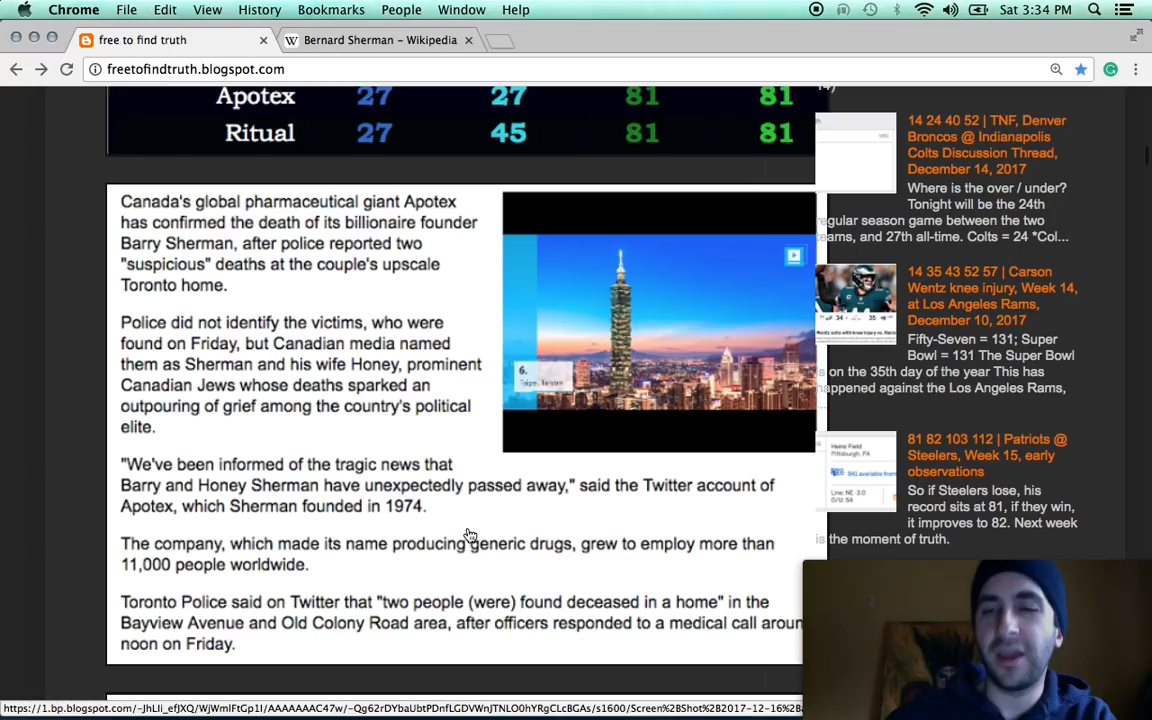 Chrome File Edit View History Bookmarks People Window Help Sat 3:34 PM
free to find truth
Bernard Sherman – Wikipedia
freetofindtruth.blogspot.com
Apotex 27 27 81 81
Ritual 27 45 81 81
Canada's global pharmaceutical giant Apotex
has confirmed the death of its billionaire founder
Barry Sherman, after police reported two
"suspicious" deaths at the couple's upscale
Toronto home.
Police did not identify the victims, who were
found on Friday, but Canadian media named
them as Sherman and his wife Honey, prominent
Canadian Jews whose deaths sparked an
outpouring of grief among the country's political
elite.
"We've been informed of the tragic news that
Barry and Honey Sherman have unexpectedly passed away," said the Twitter account of
Apotex, which Sherman founded in 1974.
The company, which made its name producing generic drugs, grew to employ more than
11,000 people worldwide.
Toronto Police said on Twitter that "two people (were) found deceased in a home" in the
Bayview Avenue and Old Colony Road area, after officers responded to a medical call aroun
noon on Friday.
6.
Taipei, Taiwan
14 24 40 52 | TNF, Denver
Broncos @ Indianapolis
Colts Discussion Thread,
December 14, 2017
Where is the over / under?
Tonight will be the 24th
regular season game between the two
teams, and 27th all-time. Colts = 24 *Col...
14 35 43 52 57 | Carson
Wentz knee injury, Week 14,
at Los Angeles Rams,
December 10, 2017
Fifty-Seven = 131; Super
Bowl = 131 The Super Bowl
is on the 35th day of the year This has
happened against the Los Angeles Rams,
...
81 82 103 112 | Patriots @
Steelers, Week 15, early
observations
So if Steelers lose, his
record sits at 81, if they win,
it improves to 82. Next week
is the moment of truth.
Heinz Field
Pittsburgh, PA
Line: NE -3.0
O/U: 54